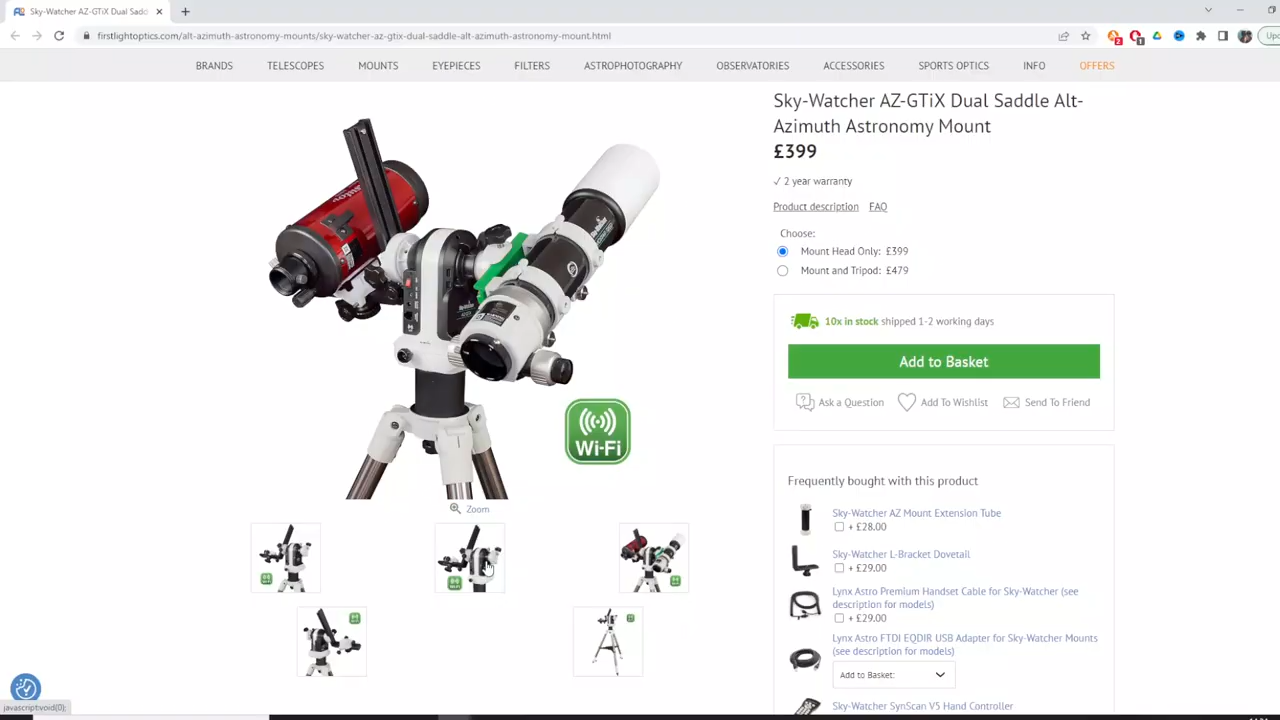 Sky-Watcher AZ-GTiX Dual Sadd
firstlightoptics.com/alt-azimuth-astronomy-mounts/sky-watcher-az-gtix-dual-saddle-alt-azimuth-astronomy-mount.html
2
1
BRANDS TELESCOPES MOUNTS EYEPIECES FILTERS ASTROPHOTOGRAPHY OBSERVATORIES ACCESSORIES SPORTS OPTICS INFO OFFERS
Sky-Watcher AZ-GTiX Dual Saddle Alt-
Azimuth Astronomy Mount
£399
✓ 2 year warranty
Product description FAQ
Choose:
Mount Head Only: £399
Mount and Tripod: £479
10x in stock shipped 1-2 working days
Add to Basket
Ask a Question Add To Wishlist Send To Friend
Wi-Fi
Zoom
Frequently bought with this product
Sky-Watcher AZ Mount Extension Tube
+ £28.00
Sky-Watcher L-Bracket Dovetail
+ £29.00
Lynx Astro Premium Handset Cable for Sky-Watcher (see
description for models)
+ £29.00
Lynx Astro FTDI EQDIR USB Adapter for Sky-Watcher Mounts
(see description for models)
Add to Basket:
Sky-Watcher SynScan V5 Hand Controller
javascript:void(0);